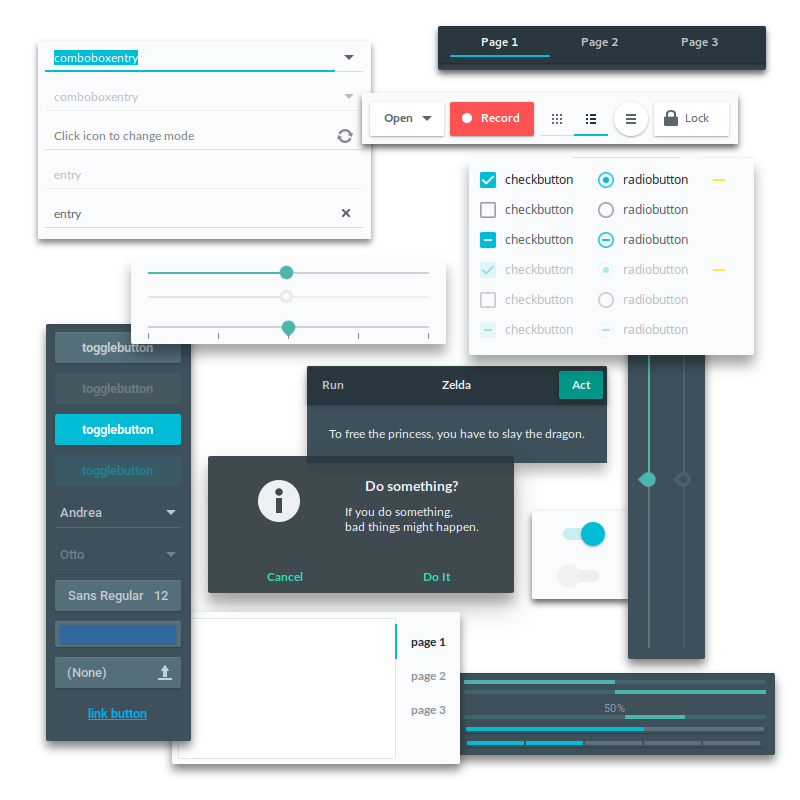 comboboxentry
comboboxentry
Click icon to change mode
entry
entry
Page 1 Page 2 Page 3
Open Record Lock
checkbutton radiobutton
checkbutton radiobutton
checkbutton radiobutton
checkbutton radiobutton
checkbutton radiobutton
checkbutton radiobutton
togglebutton
togglebutton
togglebutton
togglebutton
Andrea
Otto
Sans Regular 12
(None)
link button
Run Zelda Act
To free the princess, you have to slay the dragon.
Do something?
If you do something,
bad things might happen.
Cancel Do It
page 1
page 2
page 3
50 %